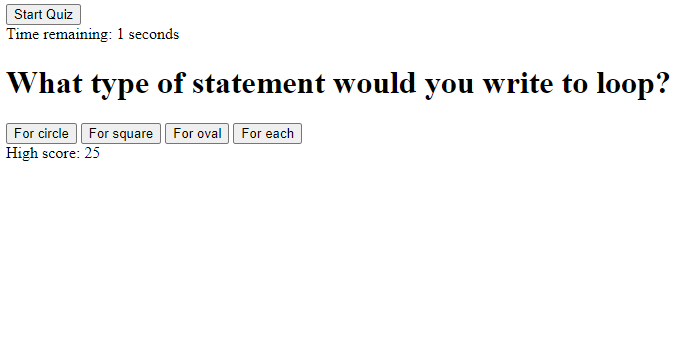 Start Quiz
Time remaining: 1 seconds
What type of statement would you write to loop?
For circle For square For oval For each
High score: 25